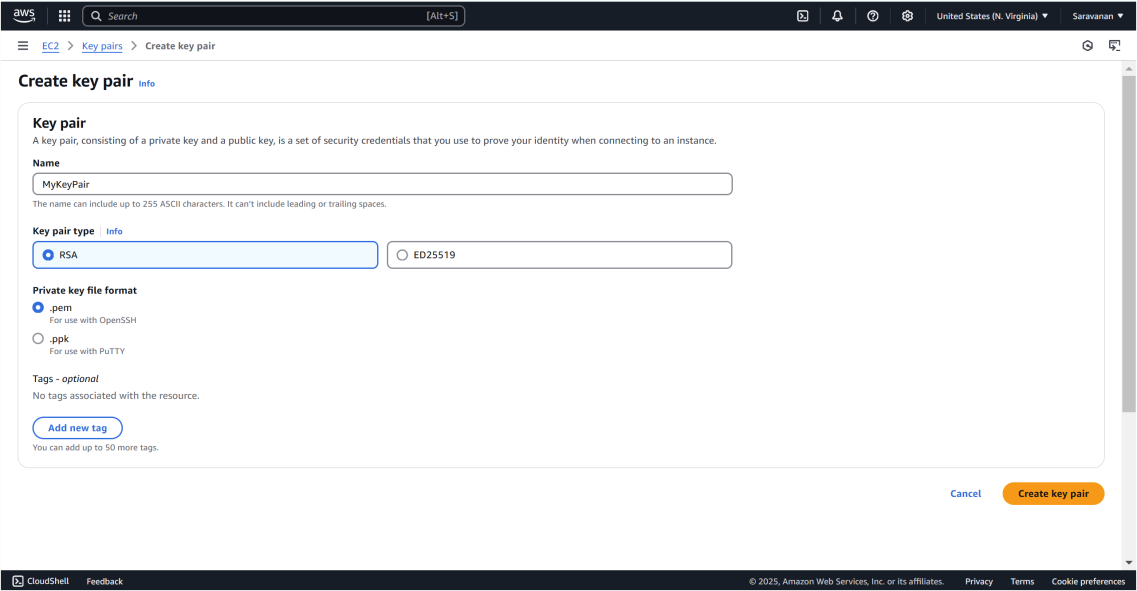 aws Search [Alt+S] United States (N. Virginia) ▼ Saravanan ▼
EC2 > Key pairs > Create key pair
Create key pair Info
Key pair
A key pair, consisting of a private key and a public key, is a set of security credentials that you use to prove your identity when connecting to an instance.
Name
MyKeyPair
The name can include up to 255 ASCII characters. It can't include leading or trailing spaces.
Key pair type Info
RSA ED25519
Private key file format
.pem
For use with OpenSSH
.ppk
For use with PuTTY
Tags - optional
No tags associated with the resource.
Add new tag
You can add up to 50 more tags.
Cancel Create key pair
CloudShell Feedback © 2025, Amazon Web Services, Inc. or its affiliates. Privacy Terms Cookie preferences